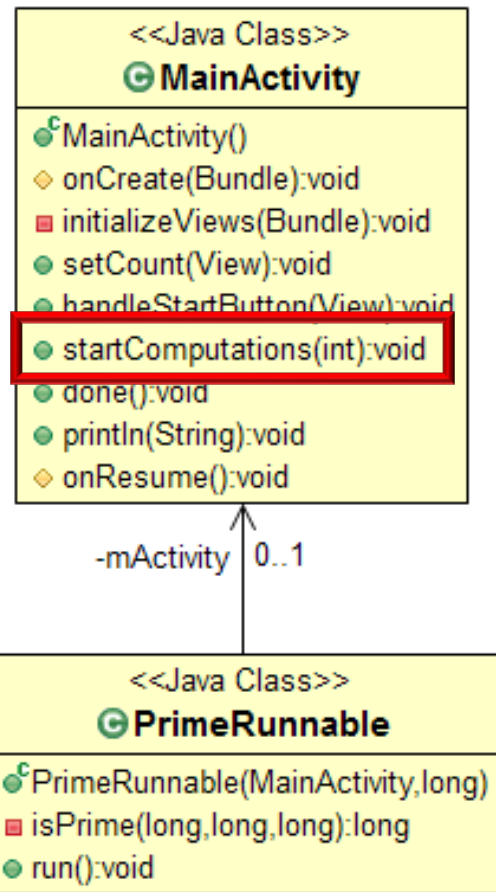 <<Java Class>>
MainActivity
MainActivity()
onCreate(Bundle):void
initializeViews(Bundle):void
setCount(View):void
handleStartButton(View):void
startComputations(int):void
done():void
println(String):void
onResume():void
-mActivity 0..1
<<Java Class>>
PrimeRunnable
PrimeRunnable(MainActivity,long)
isPrime(long,long,long):long
run():void